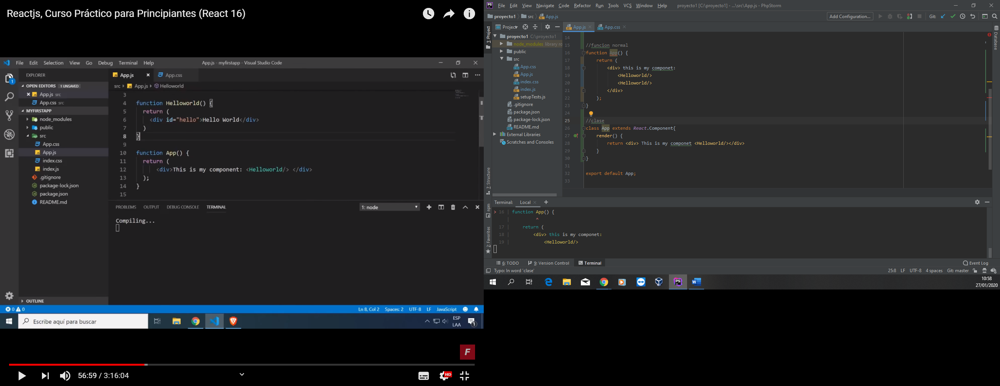 Reactjs, Curso Práctico para Principiantes (React 16)
File Edit Selection View Go Debug Terminal Help
App.js - myfirstapp - Visual Studio Code
EXPLORER
OPEN EDITORS 1 UNSAVED
App.js src
App.css src
MYFIRSTAPP
node_modules
public
src
App.css
App.js
index.css
index.js
.gitignore
package-lock.json
package.json
README.md
OUTLINE
App.js
App.css
src App.js Helloworld
3
4 function Helloworld() {
5 return (
6 <div id="hello">Hello World</div>
7 )
8 }
9
10 function App() {
11 return (
12 <div>This is my component: <Helloworld/> </div>
13 );
14 }
15
PROBLEMS OUTPUT DEBUG CONSOLE TERMINAL
1: node
Compiling...
0 0
Ln 8, Col 2 Spaces: 2 UTF-8 LF JavaScript
1
Escribe aquí para buscar
ESP
LAA
1
F
56:59 / 3:16:04
HD
PS File Edit View Navigate Code Refactor Run Tools VCS Window Help
proyecto1 [C:\proyecto1] - ...\src\App.js - PhpStorm
proyecto1 src App.js
Add Configuration...
Git:
1: Project
7: Structure
npm
2: Favorites
Database
Project
proyecto1 C:\proyecto1
node_modules library ro
public
src
App.css
App.js
index.css
index.js
setupTests.js
.gitignore
package.json
package-lock.json
README.md
External Libraries
Scratches and Consoles
App.js App.css
14
15 //funcion normal
16 function App() {
17 return (
18 <div> this is my componet:
19 <Helloworld/>
20 <Helloworld/>
21 </div>
22 );
23 }
24
25 //clase
26 class App extends React.Component{
27 render() {
28 return <div> This is my componet <Helloworld/></div>
29 }
30 }
31
32 export default App;
33
Terminal: Local
> 16 | function App() {
| ^
17 | return (
18 | <div> this is my componet:
19 | <Helloworld/>
6: TODO 9: Version Control Terminal
Event Log
Typo: In word 'clase'
25:8 LF UTF-8 4 spaces Git: master
PS
W
10:58
27/01/2020